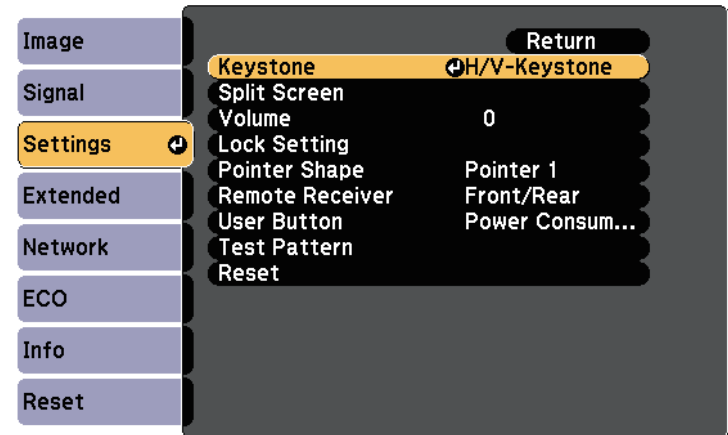 Image
Signal
Settings
Extended
Network
ECO
Info
Reset
Return
Keystone H/V-Keystone
Split Screen
Volume 0
Lock Setting
Pointer Shape Pointer 1
Remote Receiver Front/Rear
User Button Power Consum...
Test Pattern
Reset